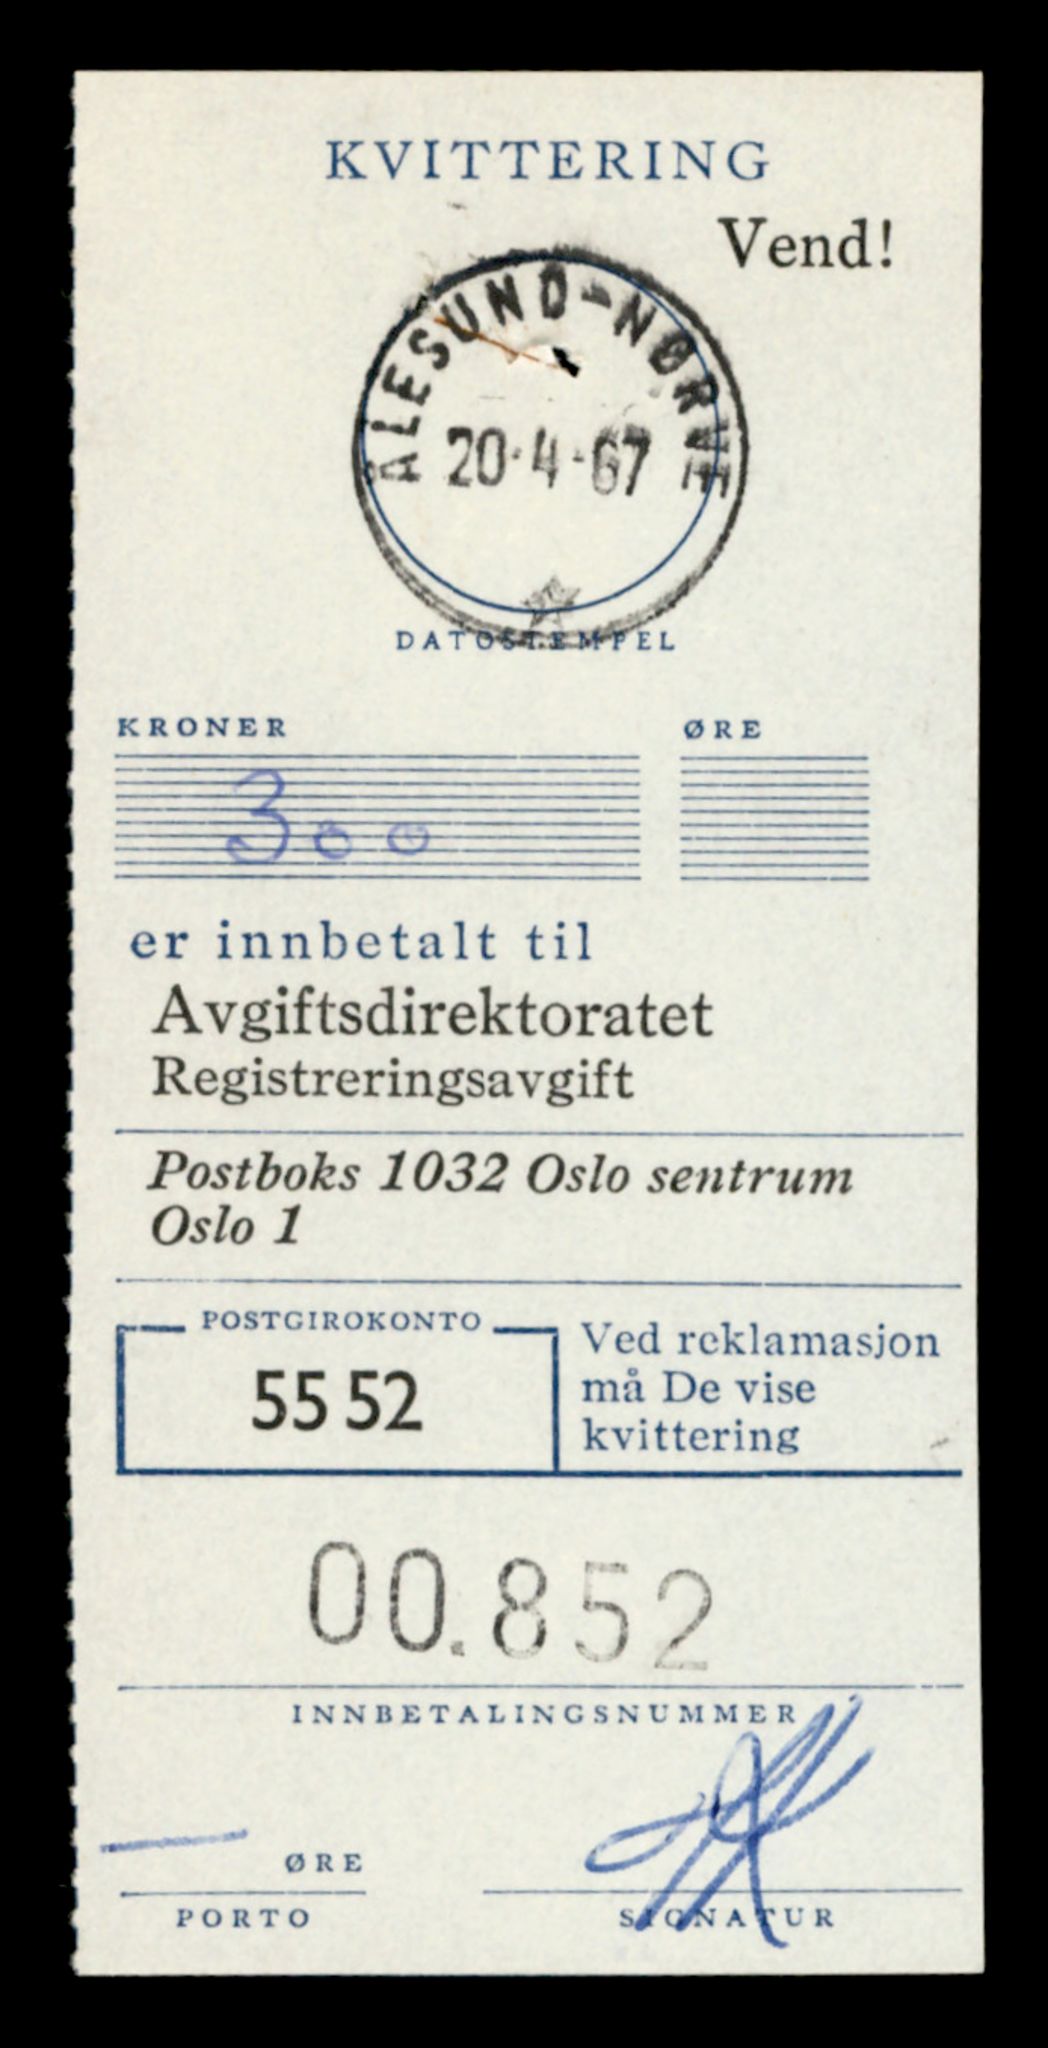 KVITTERING
Vend!
ÅLESUND-NØRVE
20·4·67
DATOSTEMPEL
KRONER ØRE
300
er innbetalt til
Avgiftsdirektoratet
Registreringsavgift
Postboks 1032 Oslo sentrum
Oslo 1
POSTGIROKONTO
55 52
Ved reklamasjon
må De vise
kvittering
00.852
INNBETALINGSNUMMER
— ØRE
PORTO
SIGNATUR